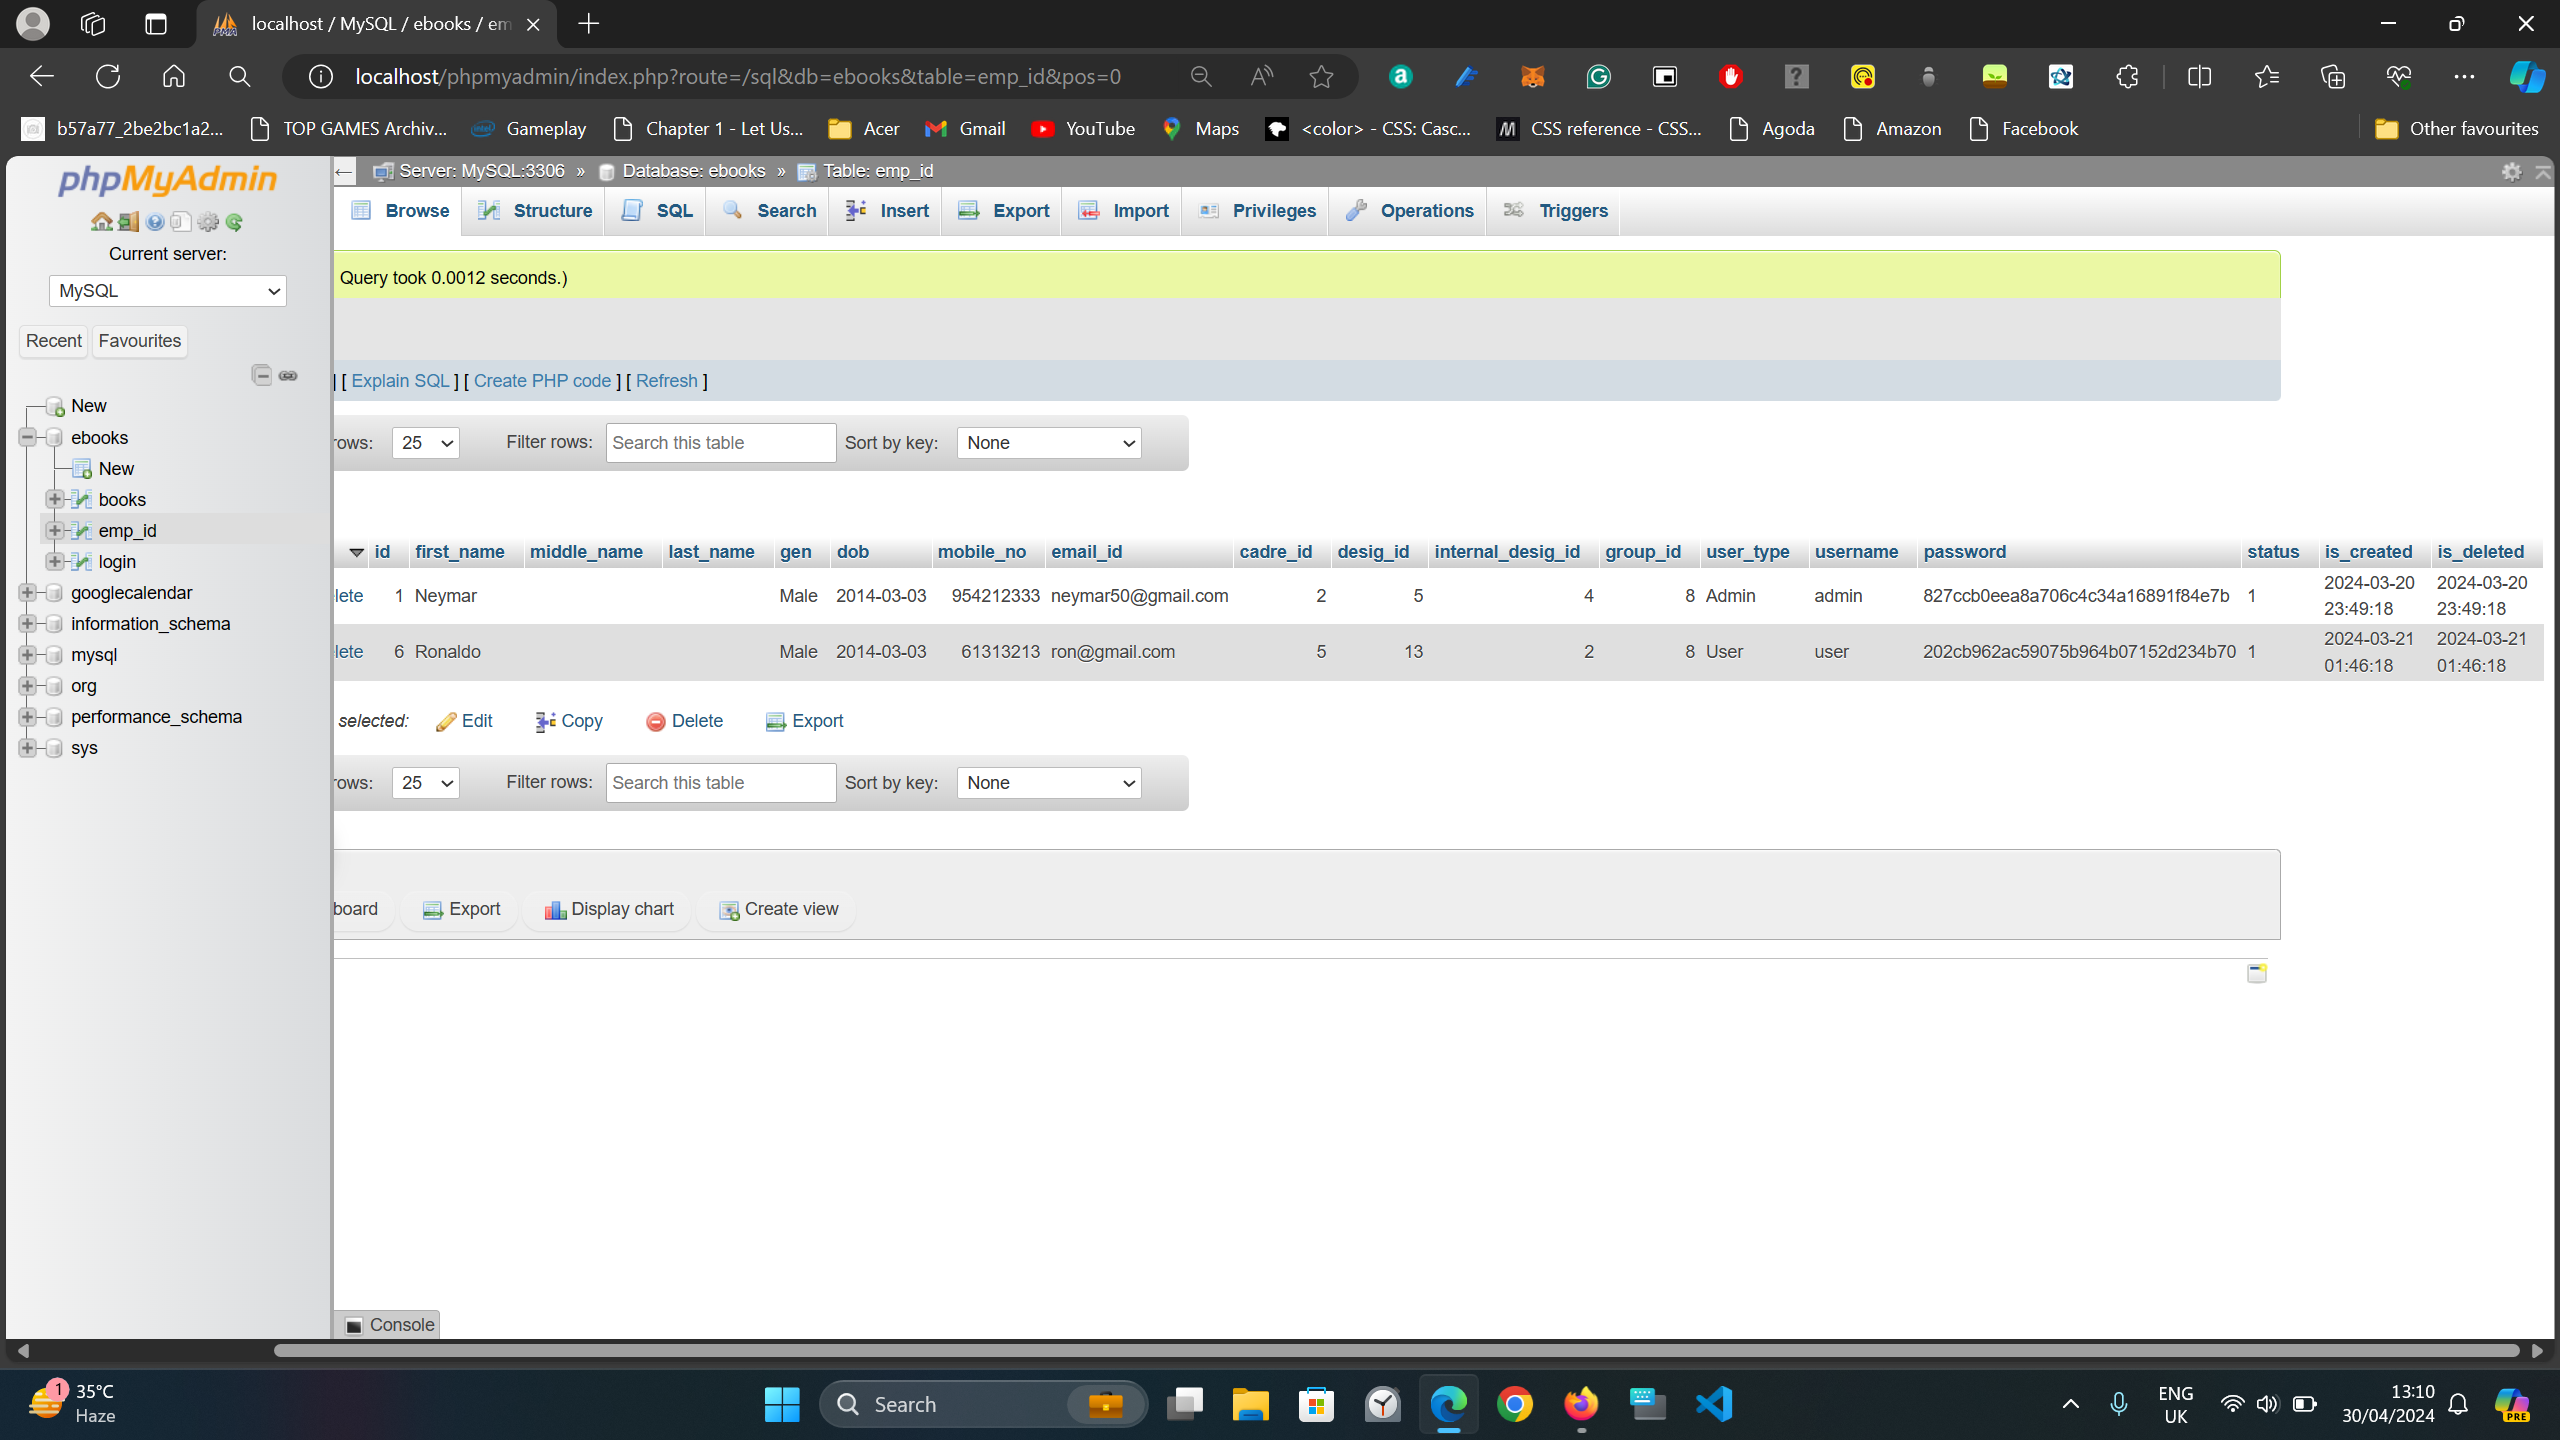 localhost / MySQL / ebooks / em
localhost/phpmyadmin/index.php?route=/sql&db=ebooks&table=emp_id&pos=0
b57a77_2be2bc1a2... TOP GAMES Archiv... Gameplay Chapter 1 - Let Us... Acer Gmail YouTube Maps <color> - CSS: Casc... CSS reference - CSS... Agoda Amazon Facebook Other favourites
phpMyAdmin
Current server:
MySQL
Recent Favourites
New
ebooks
New
books
emp_id
login
googlecalendar
information_schema
mysql
org
performance_schema
sys
Server: MySQL:3306 » Database: ebooks » Table: emp_id
Browse Structure SQL Search Insert Export Import Privileges Operations Triggers
Query took 0.0012 seconds.)
] [ Explain SQL ] [ Create PHP code ] [ Refresh ]
rows: 25 Filter rows: Search this table Sort by key: None
id first_name middle_name last_name gen dob mobile_no email_id cadre_id desig_id internal_desig_id group_id user_type username password status is_created is_deleted
lete 1 Neymar Male 2014-03-03 954212333 neymar50@gmail.com 2 5 4 8 Admin admin 827ccb0eea8a706c4c34a16891f84e7b 1 2024-03-20 23:49:18 2024-03-20 23:49:18
lete 6 Ronaldo Male 2014-03-03 61313213 ron@gmail.com 5 13 2 8 User user 202cb962ac59075b964b07152d234b70 1 2024-03-21 01:46:18 2024-03-21 01:46:18
selected: Edit Copy Delete Export
rows: 25 Filter rows: Search this table Sort by key: None
board Export Display chart Create view
Console
1 35°C
Haze
Search
ENG
UK
13:10
30/04/2024
PRE